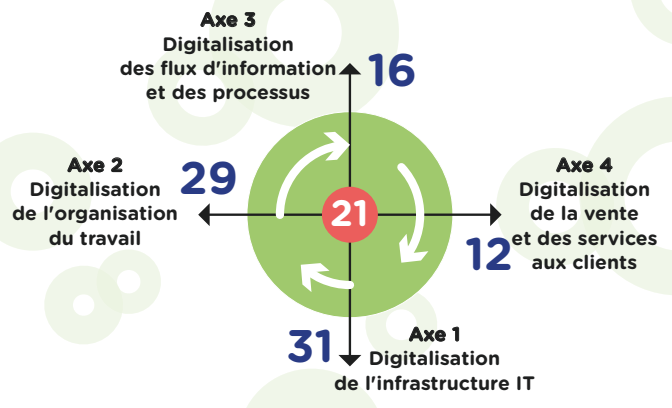 Axe 3
Digitalisation
des flux d'information
et des processus
16
Axe 2
Digitalisation
de l'organisation
du travail
29
21
Axe 4
Digitalisation
de la vente
et des services
aux clients
12
31
Axe 1
Digitalisation
de l'infrastructure IT